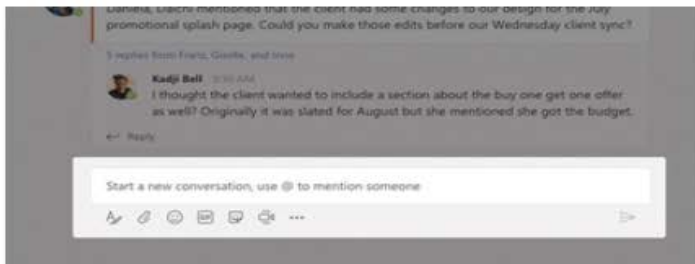 Daniela, Daichi mentioned that the client had some changes to our design for the July
promotional splash page. Could you make those edits before our Wednesday client sync?
5 replies from Franz, Giselle, and Irene
Kadji Bell 9:30 AM
I thought the client wanted to include a section about the buy one get one offer
as well? Originally it was slated for August but she mentioned she got the budget.
Reply
Start a new conversation, use @ to mention someone
GIF